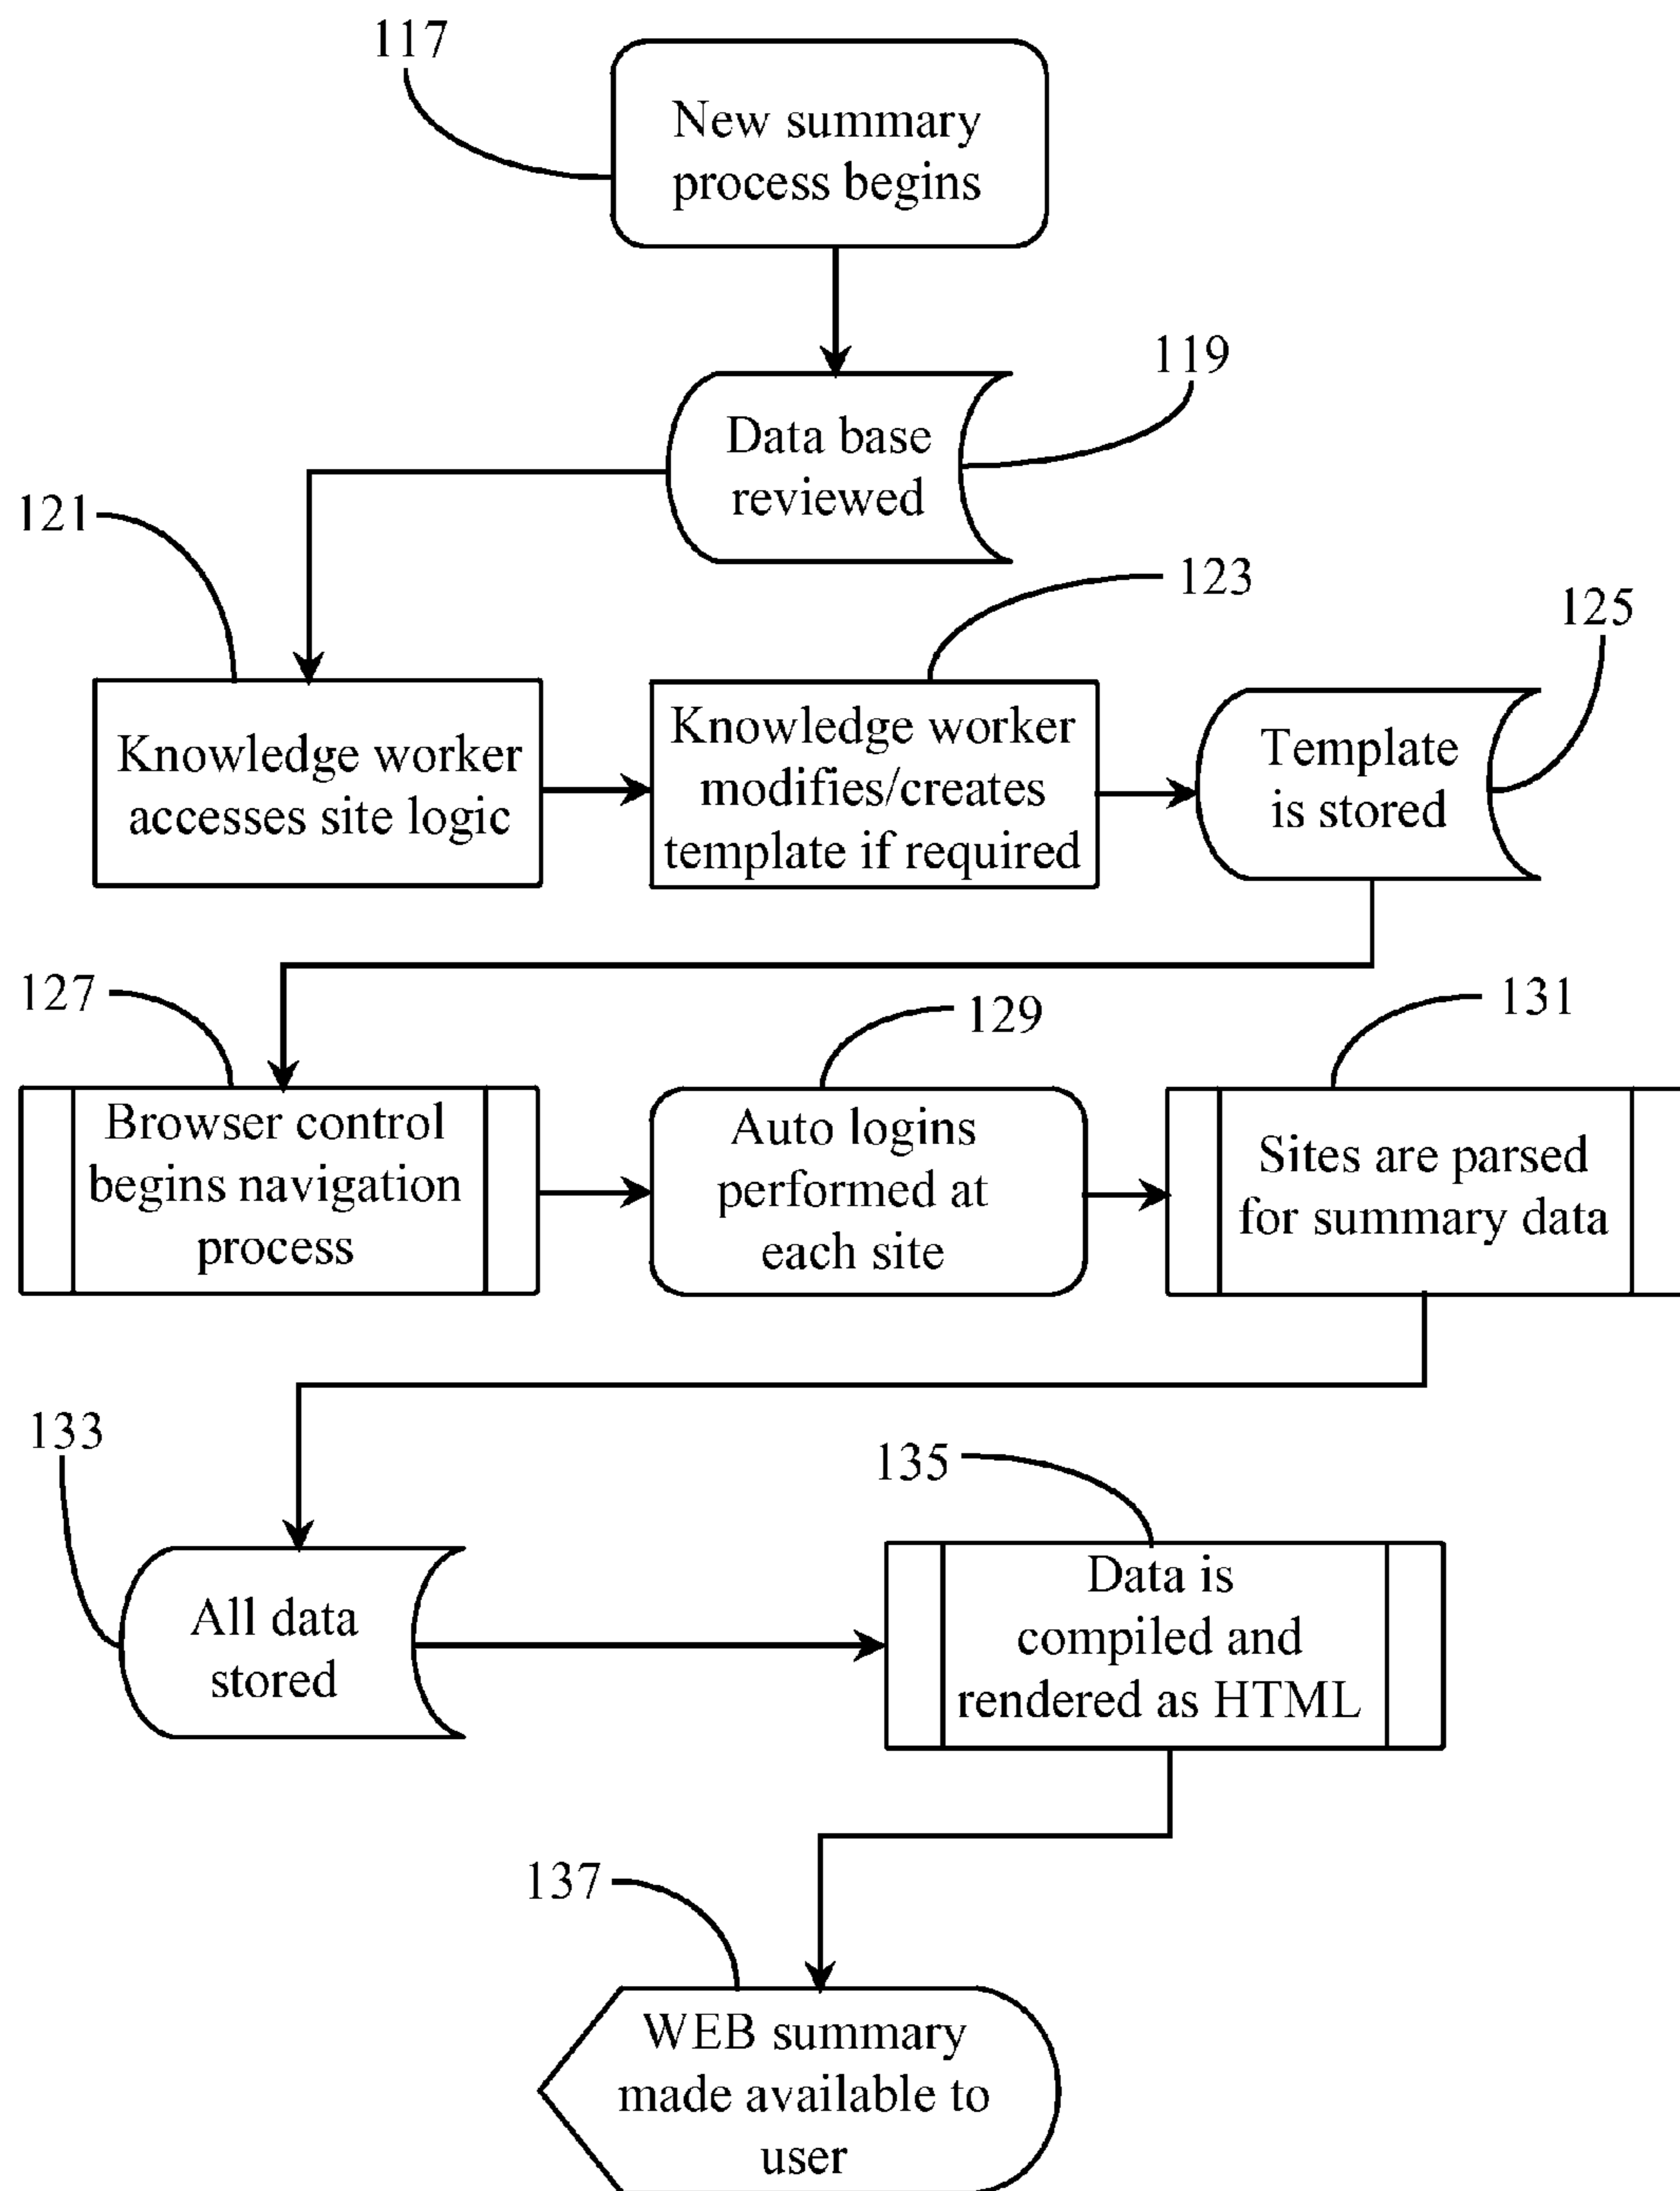 117
New summary
process begins
119
Data base
reviewed
121
Knowledge worker
accesses site logic
123
Knowledge worker
modifies/creates
template if required
125
Template
is stored
127
Browser control
begins navigation
process
129
Auto logins
performed at
each site
131
Sites are parsed
for summary data
133
All data
stored
135
Data is
compiled and
rendered as HTML
137
WEB summary
made available to
user